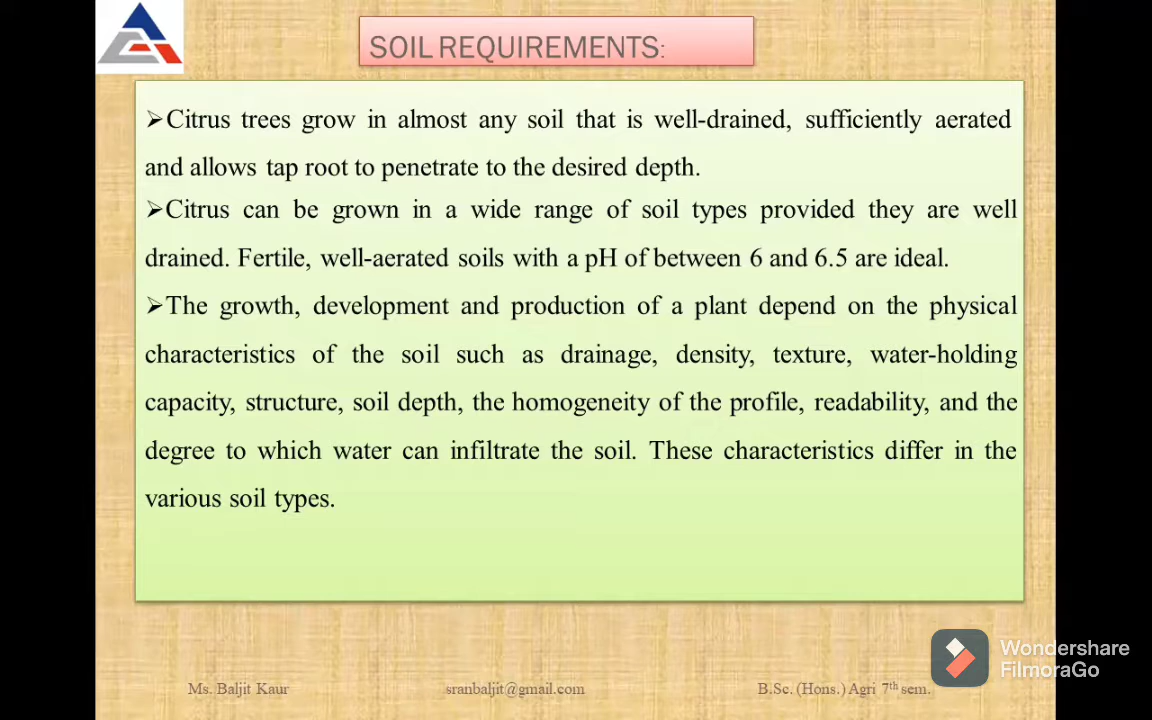 SOIL REQUIREMENTS:
➢Citrus trees grow in almost any soil that is well-drained, sufficiently aerated
and allows tap root to penetrate to the desired depth.
➢Citrus can be grown in a wide range of soil types provided they are well
drained. Fertile, well-aerated soils with a pH of between 6 and 6.5 are ideal.
➢The growth, development and production of a plant depend on the physical
characteristics of the soil such as drainage, density, texture, water-holding
capacity, structure, soil depth, the homogeneity of the profile, readability, and the
degree to which water can infiltrate the soil. These characteristics differ in the
various soil types.
Wondershare
FilmoraGo
Ms. Baljit Kaur sranbaljit@gmail.com B.Sc. (Hons.) Agri 7th sem.